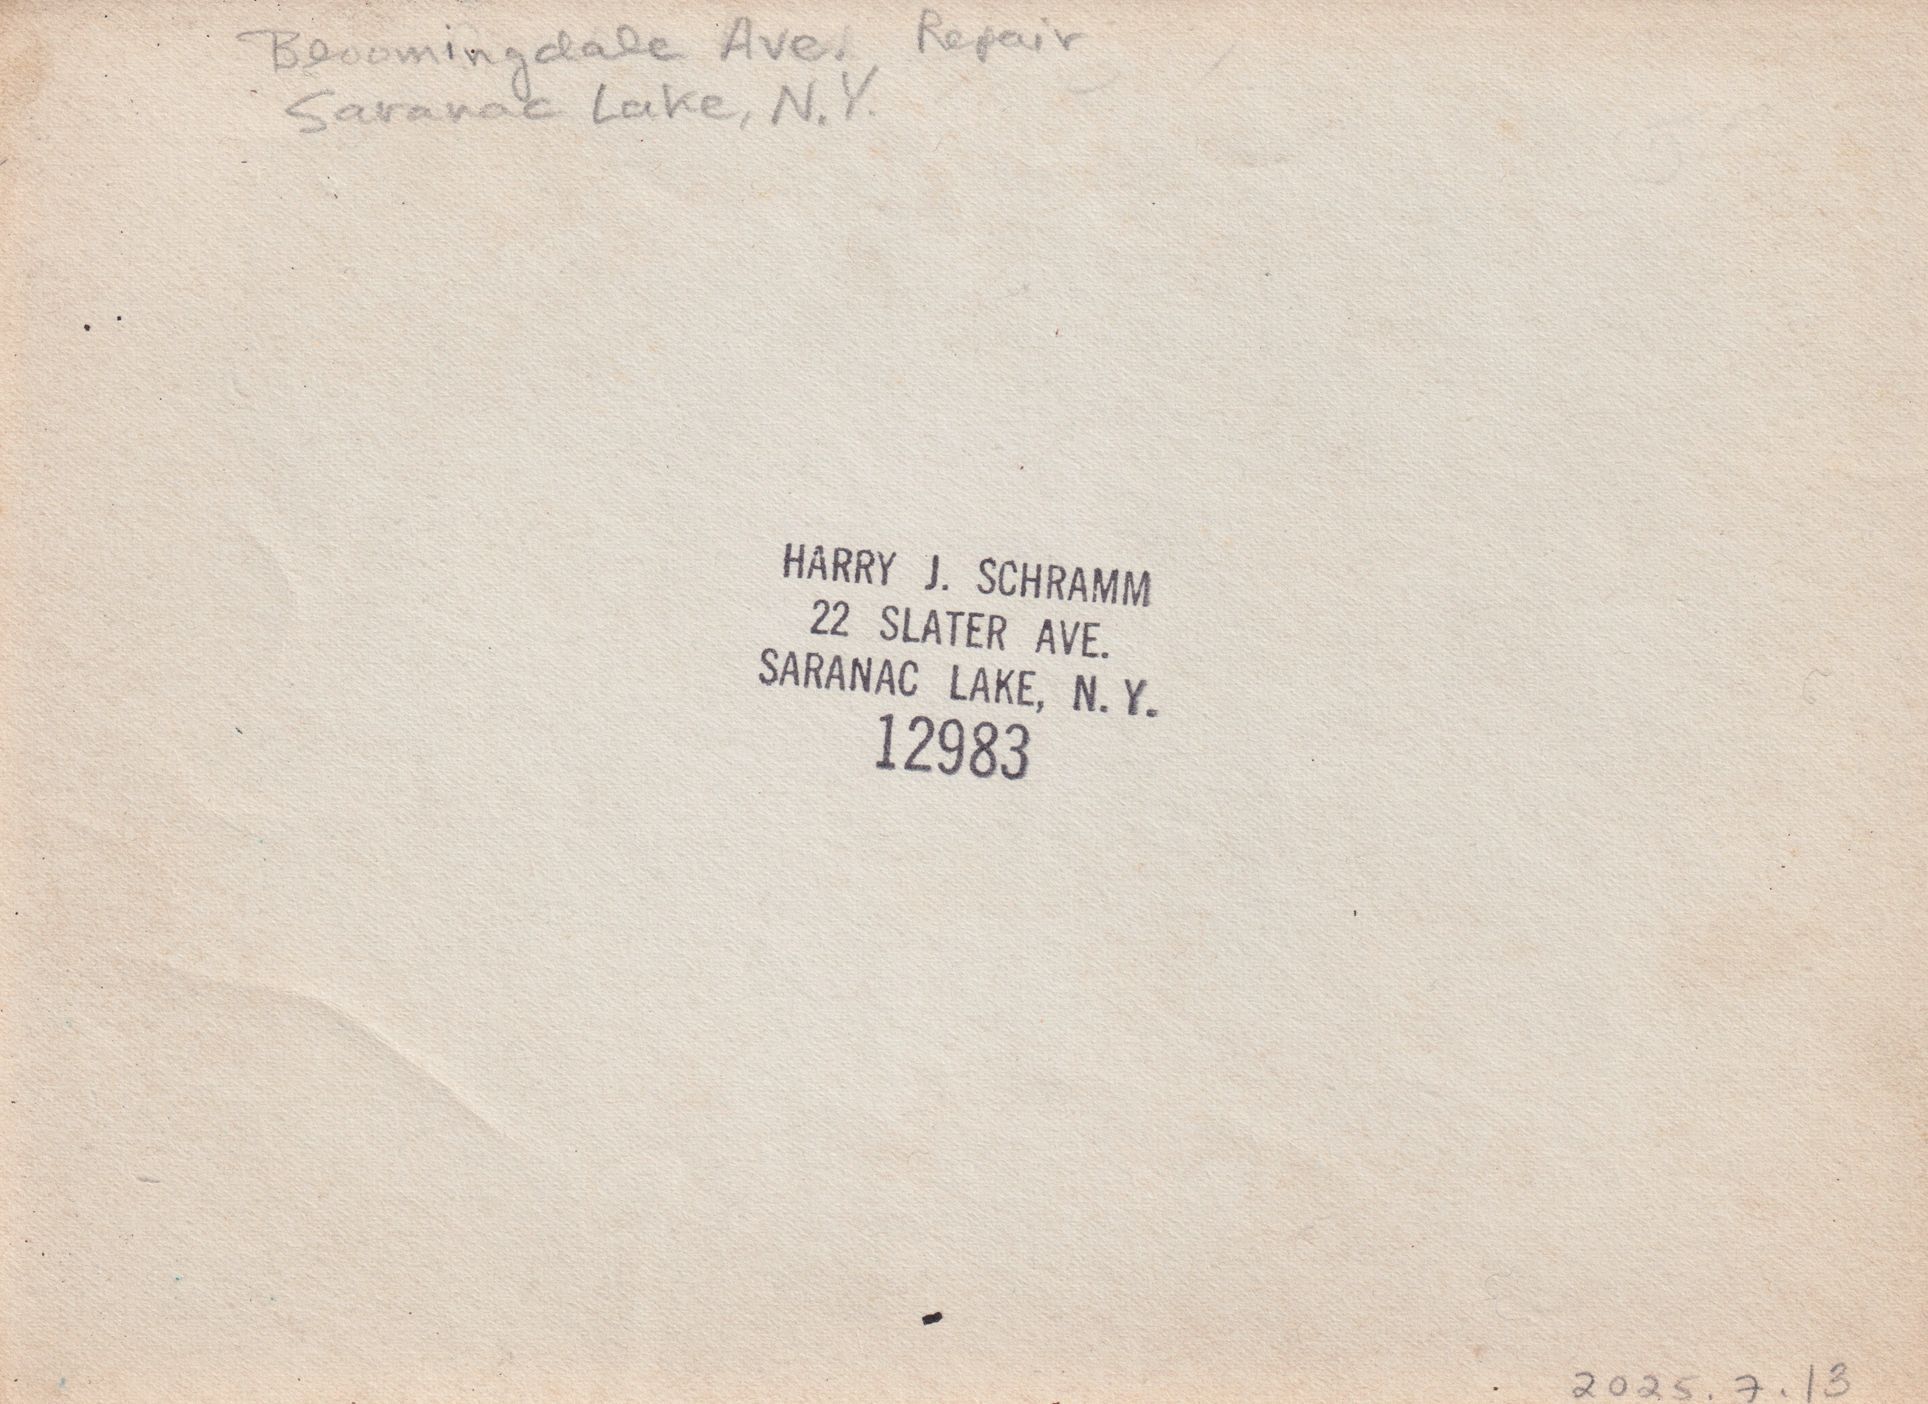 Bloomingdale Ave. Repair
Saranac Lake, N.Y.
HARRY J. SCHRAMM
22 SLATER AVE.
SARANAC LAKE, N. Y.
12983
2025.7.13